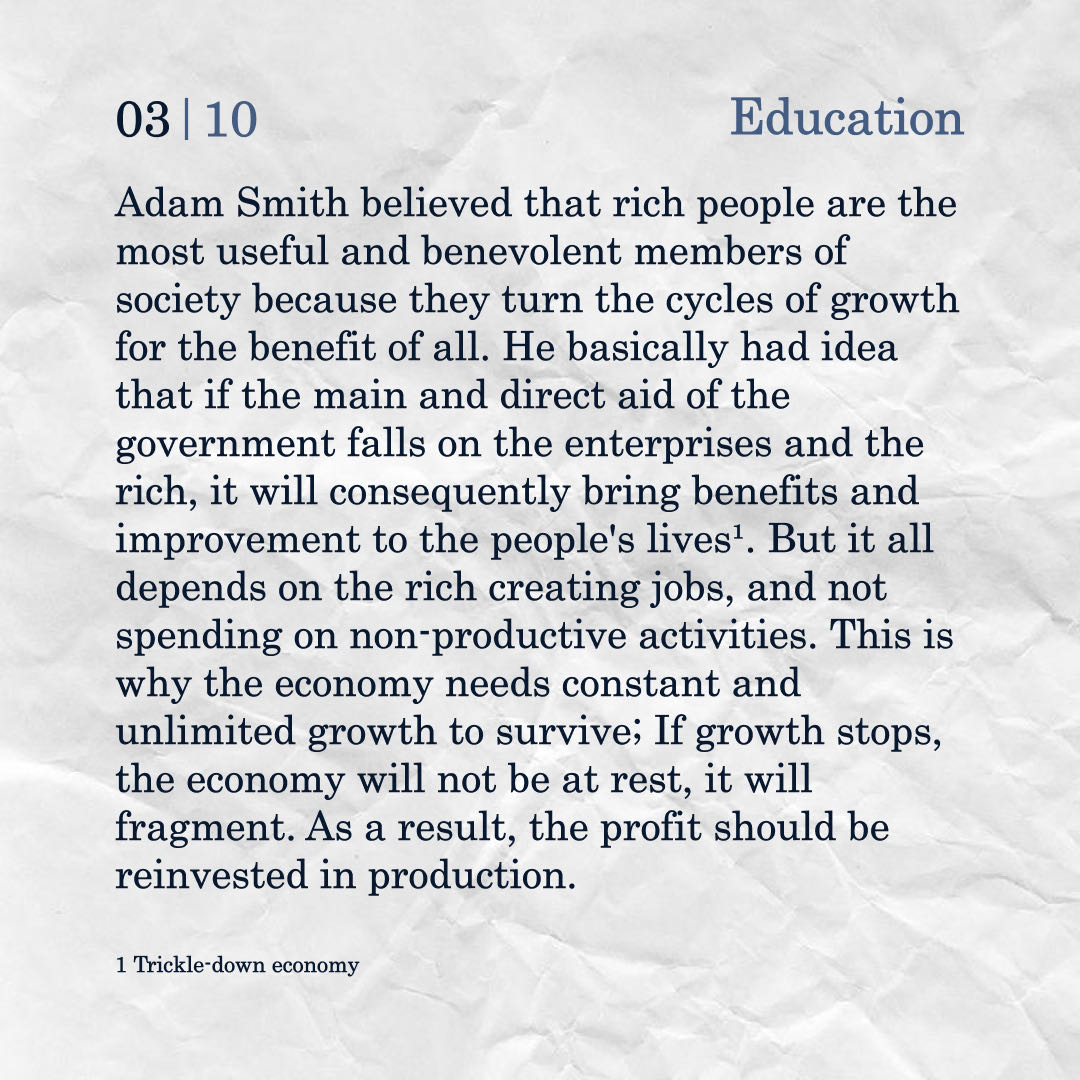 03 | 10
Education
Adam Smith believed that rich people are the
most useful and benevolent members of
society because they turn the cycles of growth
for the benefit of all. He basically had idea
that if the main and direct aid of the
government falls on the enterprises and the
rich, it will consequently bring benefits and
improvement to the people's lives¹. But it all
depends on the rich creating jobs, and not
spending on non-productive activities. This is
why the economy needs constant and
unlimited growth to survive; If growth stops,
the economy will not be at rest, it will
fragment. As a result, the profit should be
reinvested in production.
1 Trickle-down economy